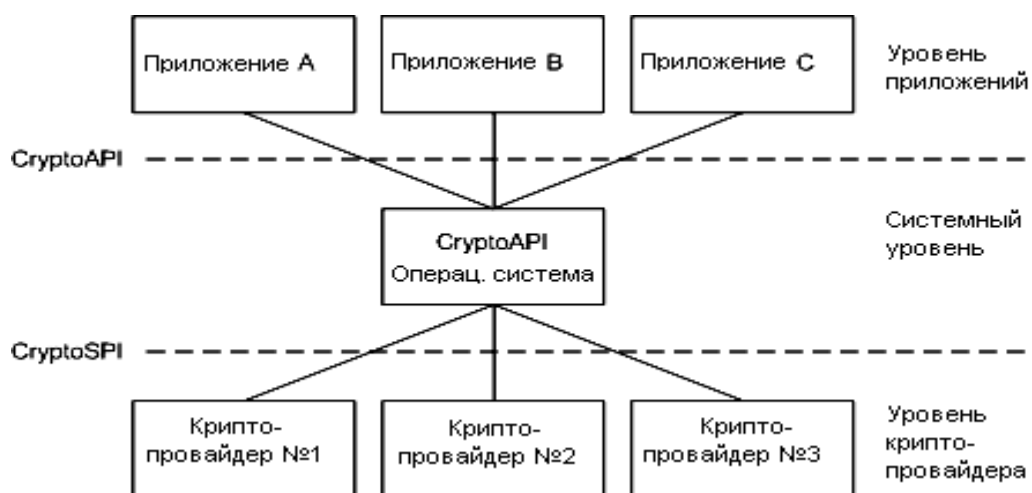 Приложение A
Приложение B
Приложение C
Уровень
приложений
CryptoAPI
CryptoAPI
Операц. система
Системный
уровень
CryptoSPI
Крипто-
провайдер №1
Крипто-
провайдер №2
Крипто-
провайдер №3
Уровень
крипто-
провайдера